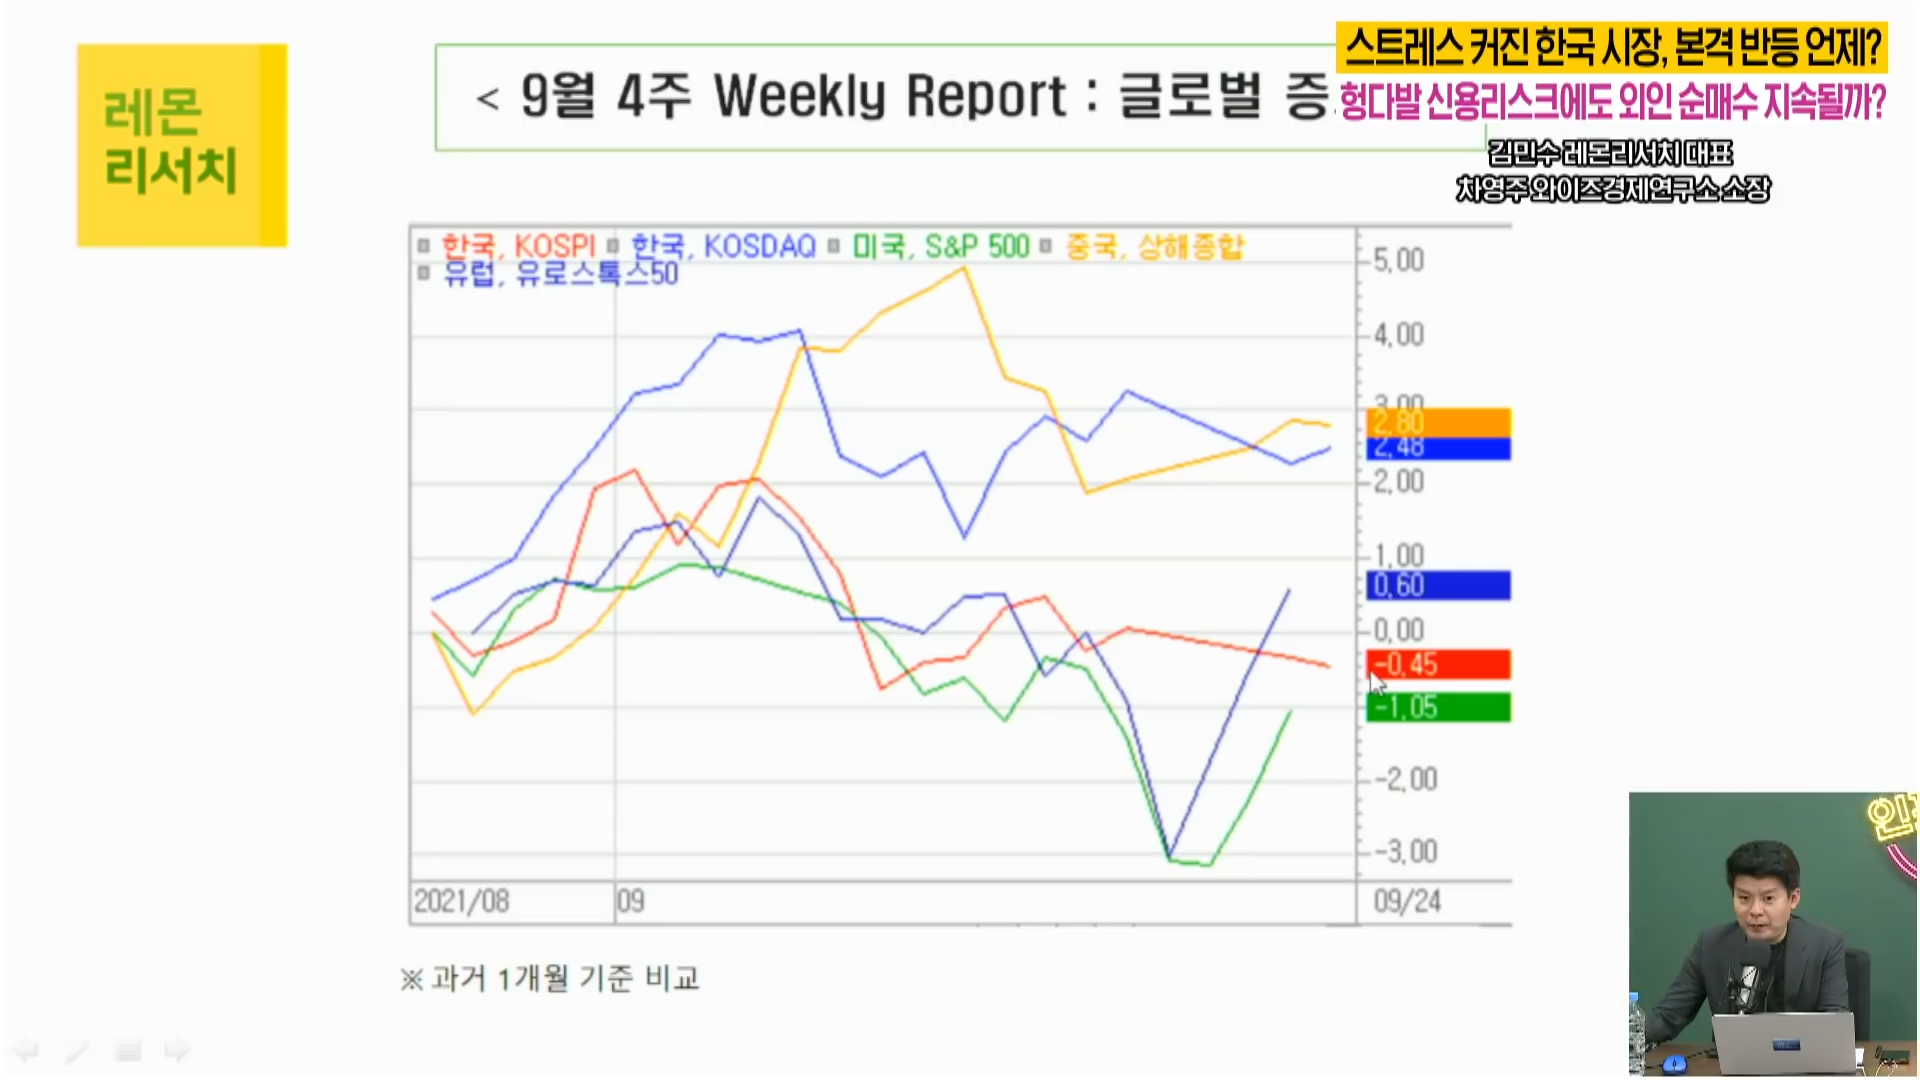 레몬
리서치
< 9월 4주 Weekly Report : 글로벌 증
스트레스 커진 한국 시장, 본격 반등 언제?
헝다발 신용리스크에도 외인 순매수 지속될까?
김민수 레몬리서치 대표
차영주 와이즈경제연구소 소장
한국, KOSPI 한국, KOSDAQ 미국, S&P 500 중국, 상해종합
유럽, 유로스톡스50
5,00
4,00
3,00
2,80
2,48
2,00
1,00
0,60
0,00
-0,45
-1,05
-2,00
-3,00
2021/08 09 09/24
※ 과거 1개월 기준 비교